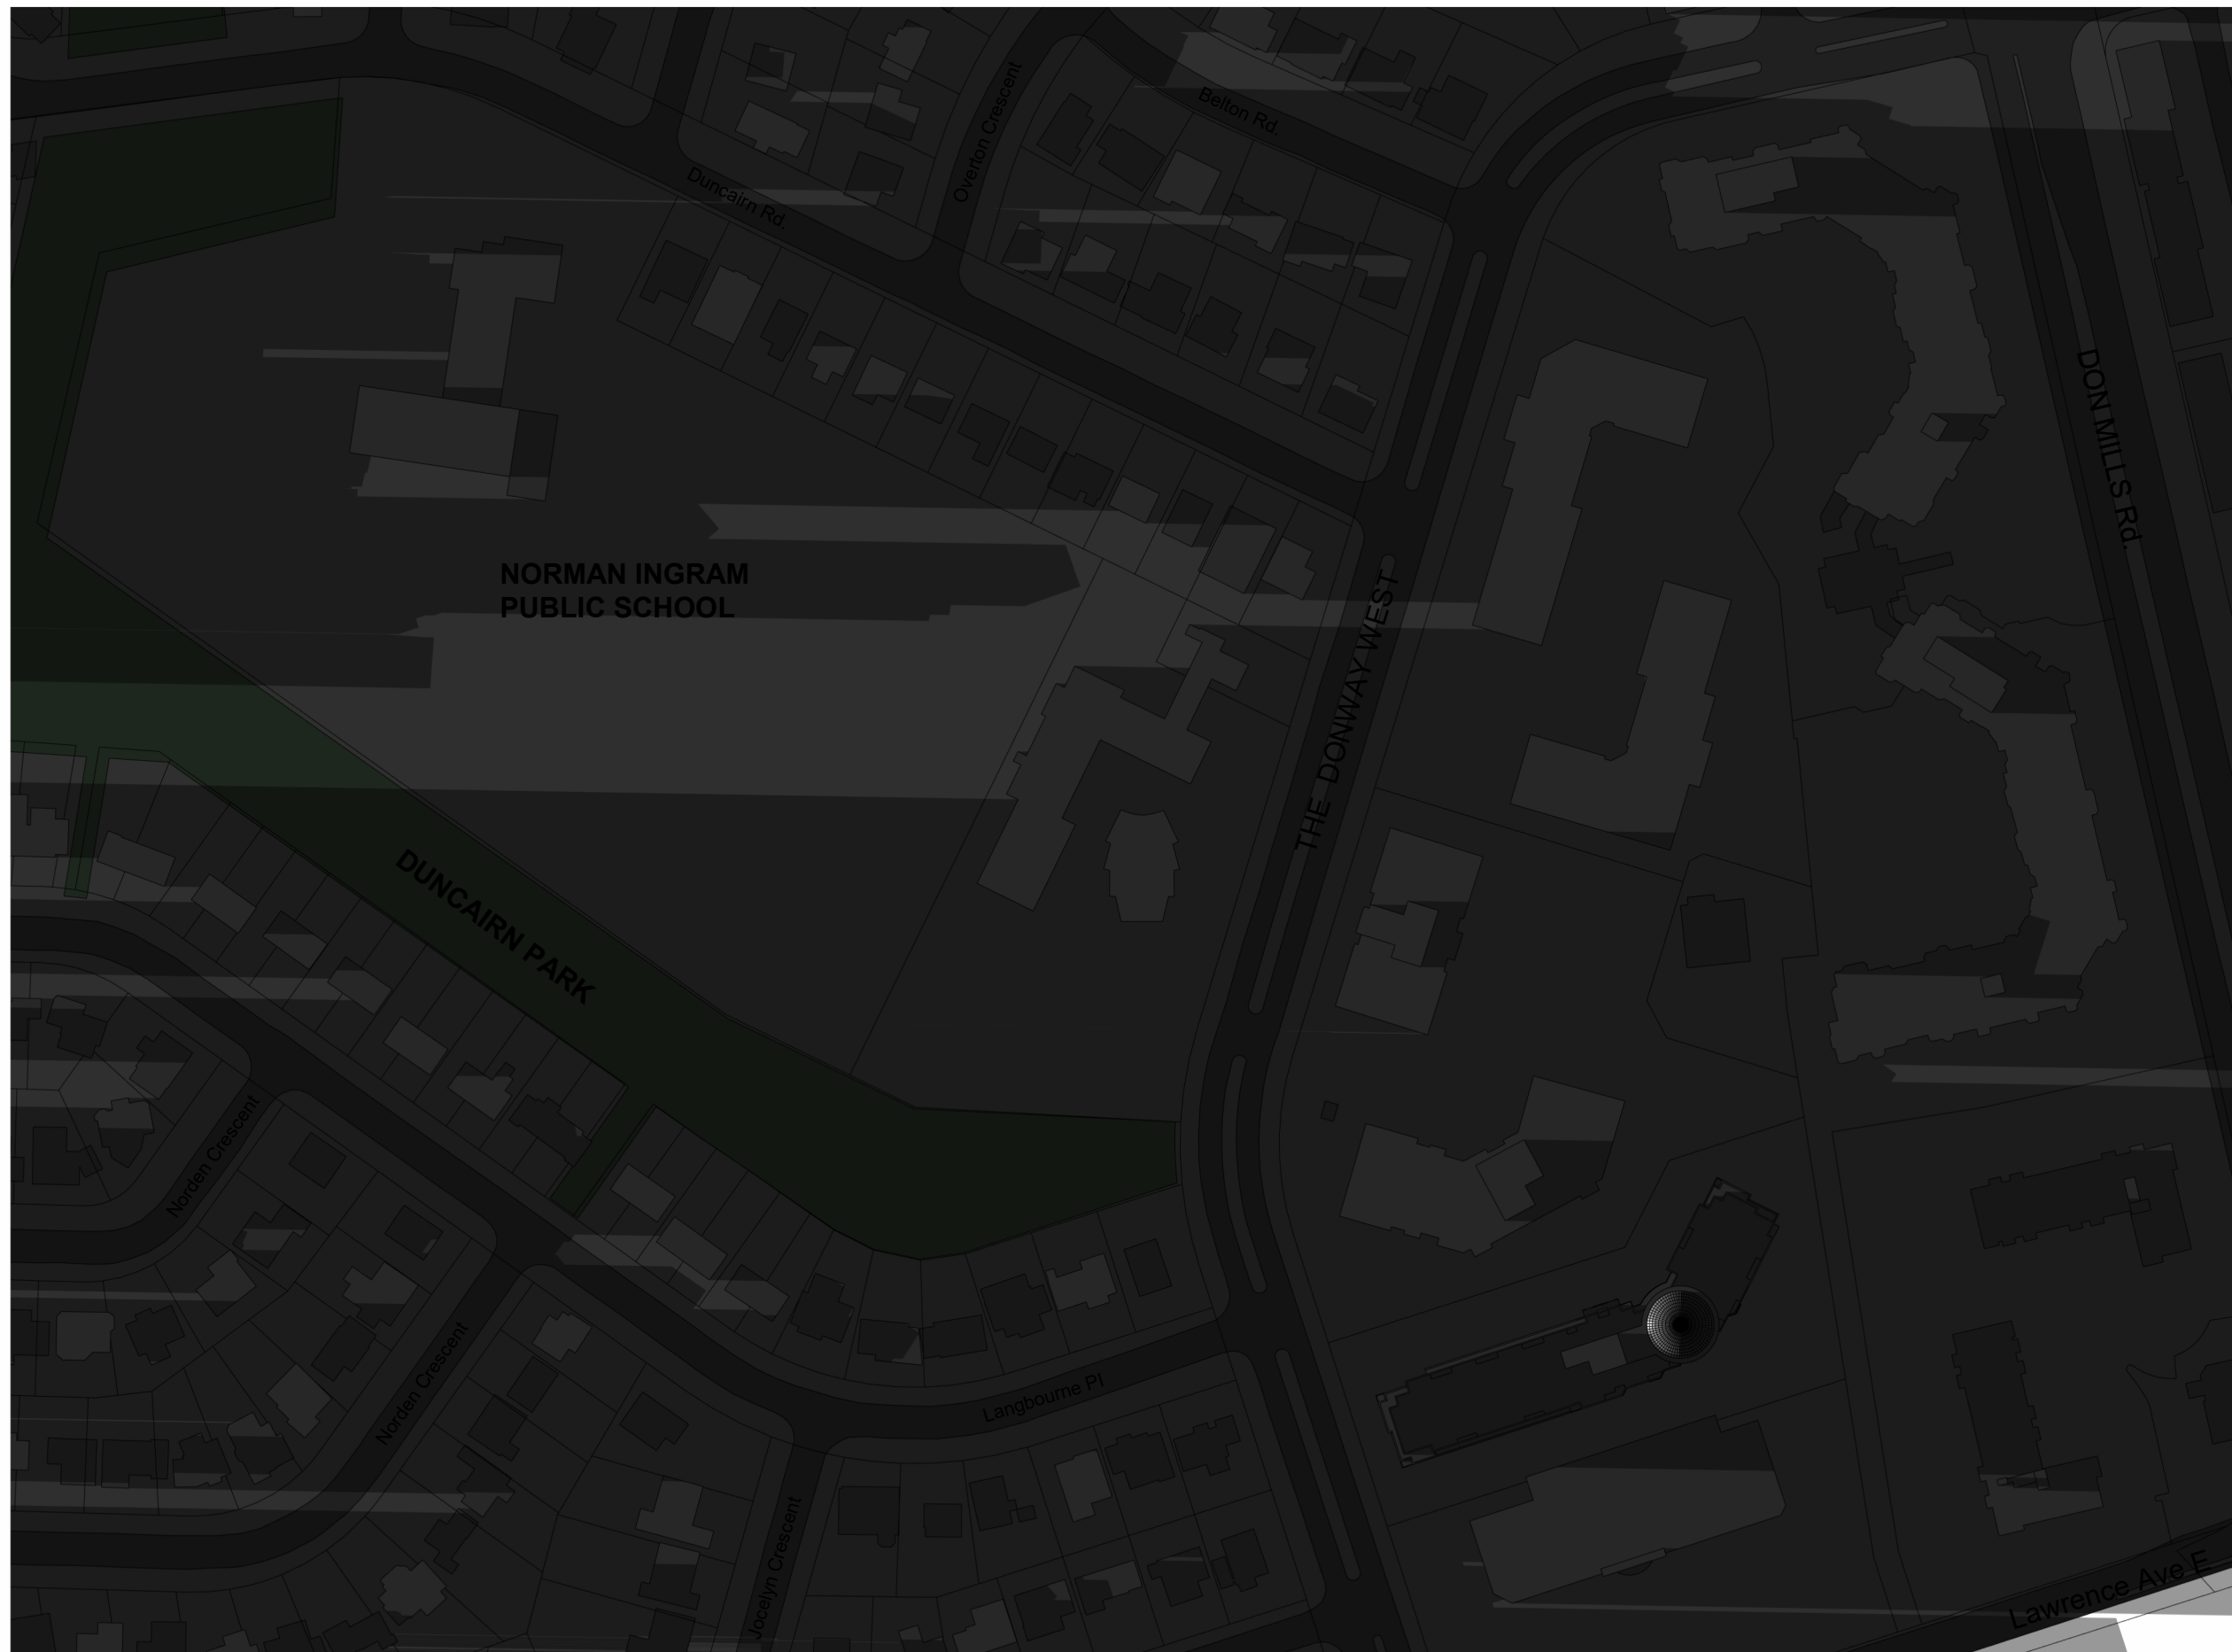 Belton Rd.
Overton Crescent
Duncairn Rd.
DON MILLS Rd.
NORMAN INGRAM
PUBLIC SCHOOL
THE DONWAY WEST
DUNCAIRN PARK
Norden Crescent
Norden Crescent
Langbourne Pl
Jocelyn Crescent
Lawrence Ave E